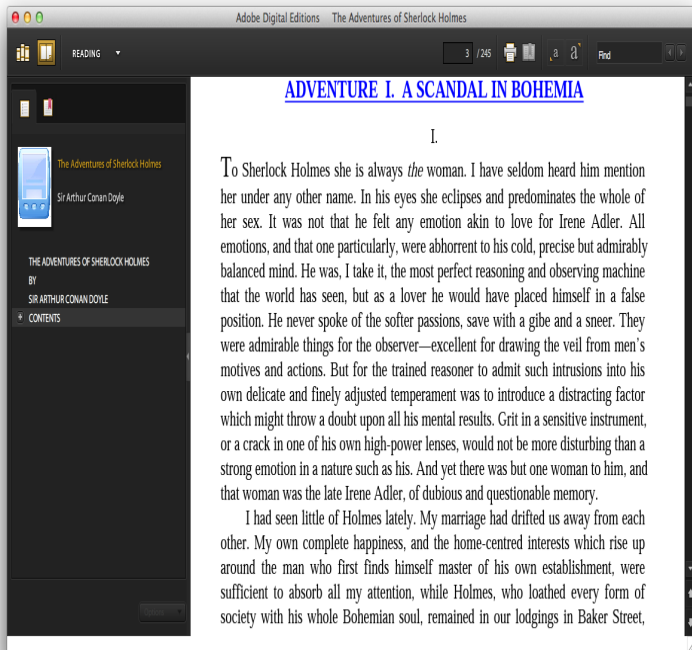 Adobe Digital Editions The Adventures of Sherlock Holmes
READING
3 / 245
a a
Find
The Adventures of Sherlock Holmes
Sir Arthur Conan Doyle
THE ADVENTURES OF SHERLOCK HOLMES
BY
SIR ARTHUR CONAN DOYLE
CONTENTS
ADVENTURE I. A SCANDAL IN BOHEMIA
I.
To Sherlock Holmes she is always the woman. I have seldom heard him mention
her under any other name. In his eyes she eclipses and predominates the whole of
her sex. It was not that he felt any emotion akin to love for Irene Adler. All
emotions, and that one particularly, were abhorrent to his cold, precise but admirably
balanced mind. He was, I take it, the most perfect reasoning and observing machine
that the world has seen, but as a lover he would have placed himself in a false
position. He never spoke of the softer passions, save with a gibe and a sneer. They
were admirable things for the observer—excellent for drawing the veil from men's
motives and actions. But for the trained reasoner to admit such intrusions into his
own delicate and finely adjusted temperament was to introduce a distracting factor
which might throw a doubt upon all his mental results. Grit in a sensitive instrument,
or a crack in one of his own high-power lenses, would not be more disturbing than a
strong emotion in a nature such as his. And yet there was but one woman to him, and
that woman was the late Irene Adler, of dubious and questionable memory.
I had seen little of Holmes lately. My marriage had drifted us away from each
other. My own complete happiness, and the home-centred interests which rise up
around the man who first finds himself master of his own establishment, were
sufficient to absorb all my attention, while Holmes, who loathed every form of
society with his whole Bohemian soul, remained in our lodgings in Baker Street,